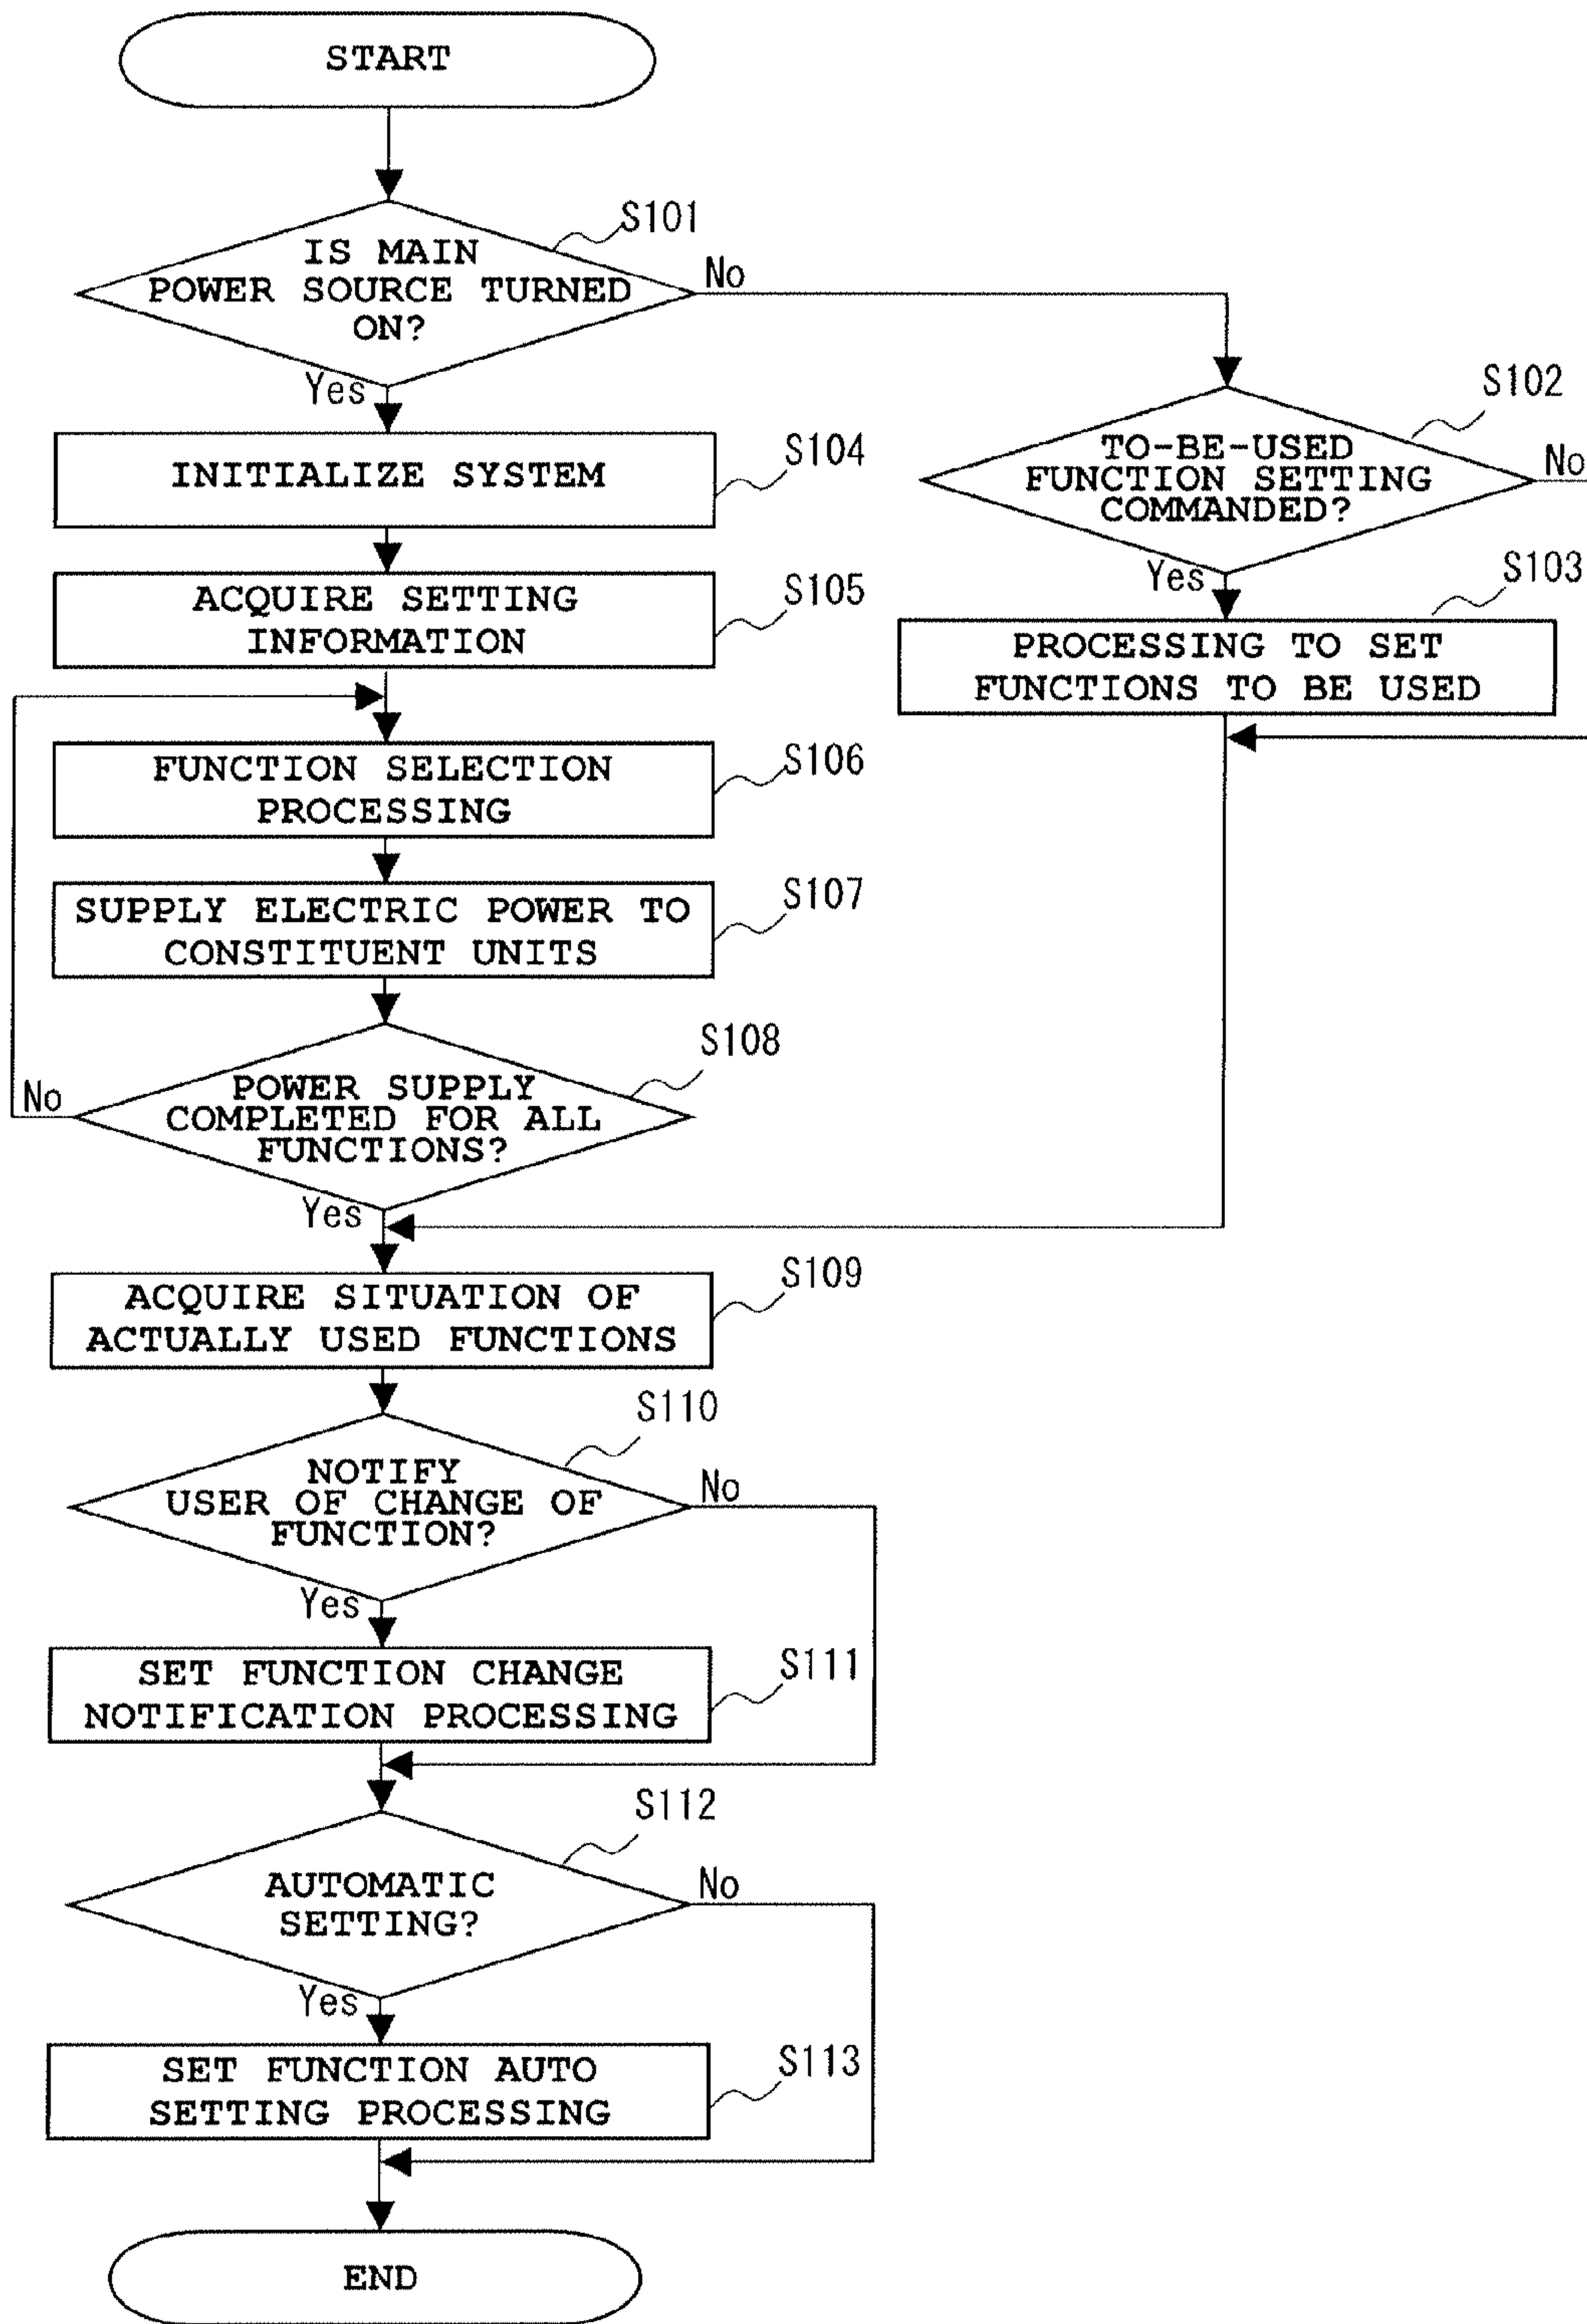 START
S101
IS MAIN
POWER SOURCE TURNED
ON?
No
Yes
S102
TO-BE-USED
FUNCTION SETTING
COMMANDED?
No
Yes
S103
PROCESSING TO SET
FUNCTIONS TO BE USED
S104
INITIALIZE SYSTEM
S105
ACQUIRE SETTING
INFORMATION
S106
FUNCTION SELECTION
PROCESSING
S107
SUPPLY ELECTRIC POWER TO
CONSTITUENT UNITS
S108
POWER SUPPLY
COMPLETED FOR ALL
FUNCTIONS?
No
Yes
S109
ACQUIRE SITUATION OF
ACTUALLY USED FUNCTIONS
S110
NOTIFY
USER OF CHANGE OF
FUNCTION?
No
Yes
S111
SET FUNCTION CHANGE
NOTIFICATION PROCESSING
S112
AUTOMATIC
SETTING?
No
Yes
S113
SET FUNCTION AUTO
SETTING PROCESSING
END